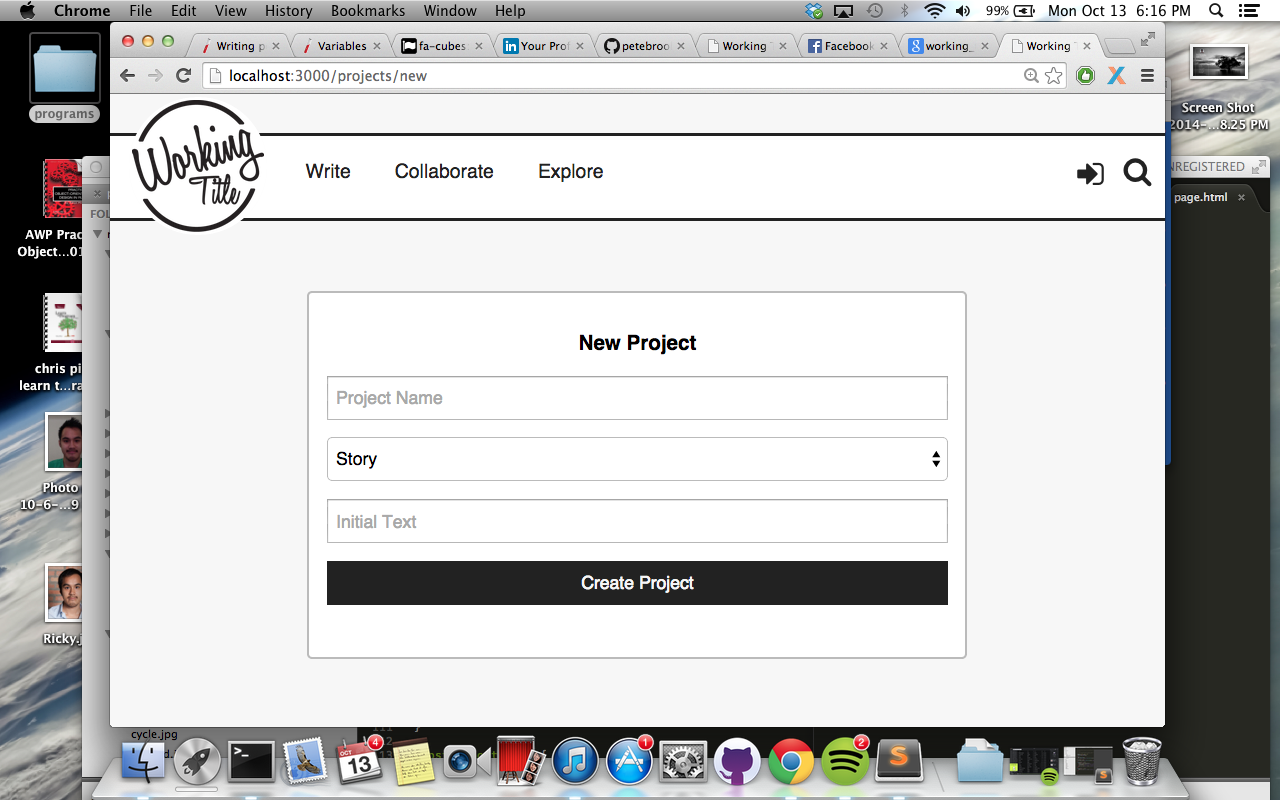 Chrome File Edit View History Bookmarks Window Help 99% Mon Oct 13 6:16 PM
Writing p Variables fa-cubes LinkedIn Your Prof petebroo Working T Facebook working_ Working T
localhost:3000/projects/new
programs
Working Title
Write Collaborate Explore
Screen Shot
2014-...8.25 PM
NREGISTERED
page.html
FOL
AWP Prac
Object...01
chris pi
learn t...ra
Photo
10-6-...9
Ricky.j
New Project
Project Name
Story
Initial Text
Create Project
cycle.jpg
OCT
13
4
1
2